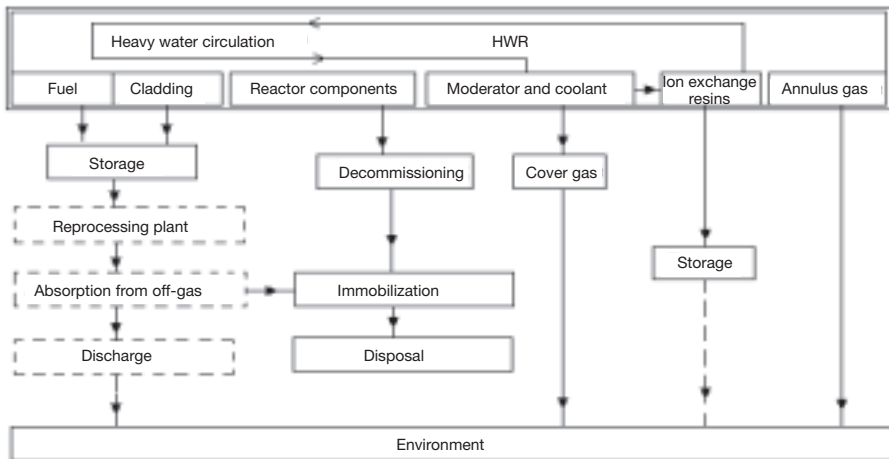 Heavy water circulation
HWR
Fuel
Cladding
Reactor components
Moderator and coolant
Ion exchange
resins
Annulus gas
Storage
Decommissioning
Cover gas
Reprocessing plant
Storage
Absorption from off-gas
Immobilization
Discharge
Disposal
Environment